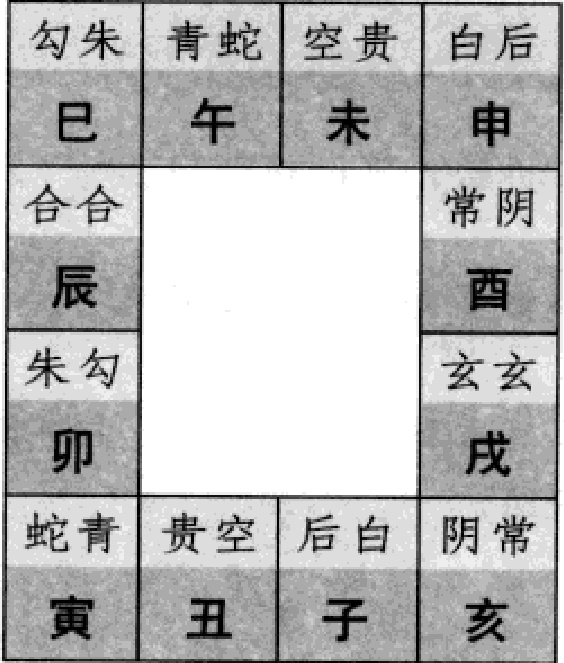 勾朱 青蛇 空贵 白后
巳 午 未 申
合合 常阴
辰 酉
朱勾 玄玄
卯 戌
蛇青 贵空 后白 阴常
寅 丑 子 亥